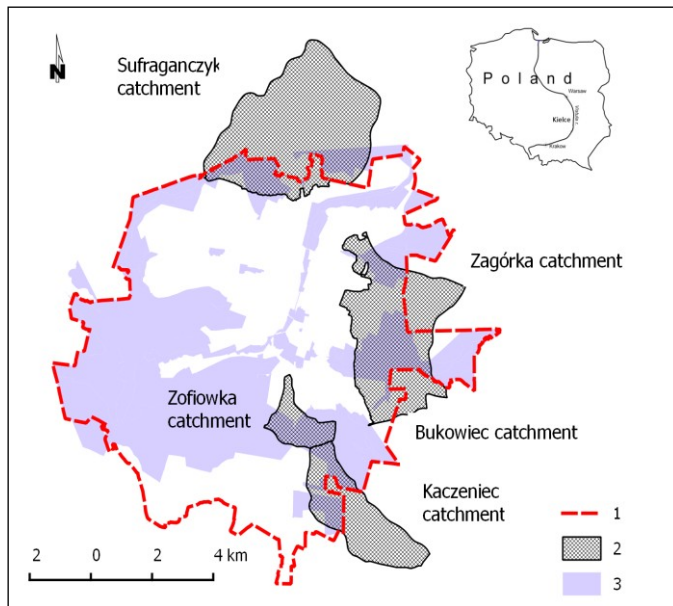 N
Sufraganczyk
catchment
Poland
Warsaw
Kielce
Krakow
Zagórka catchment
Zofiowka
catchment
Bukowiec catchment
Kaczeniec
catchment
1
2
3
2 0 2 4 km